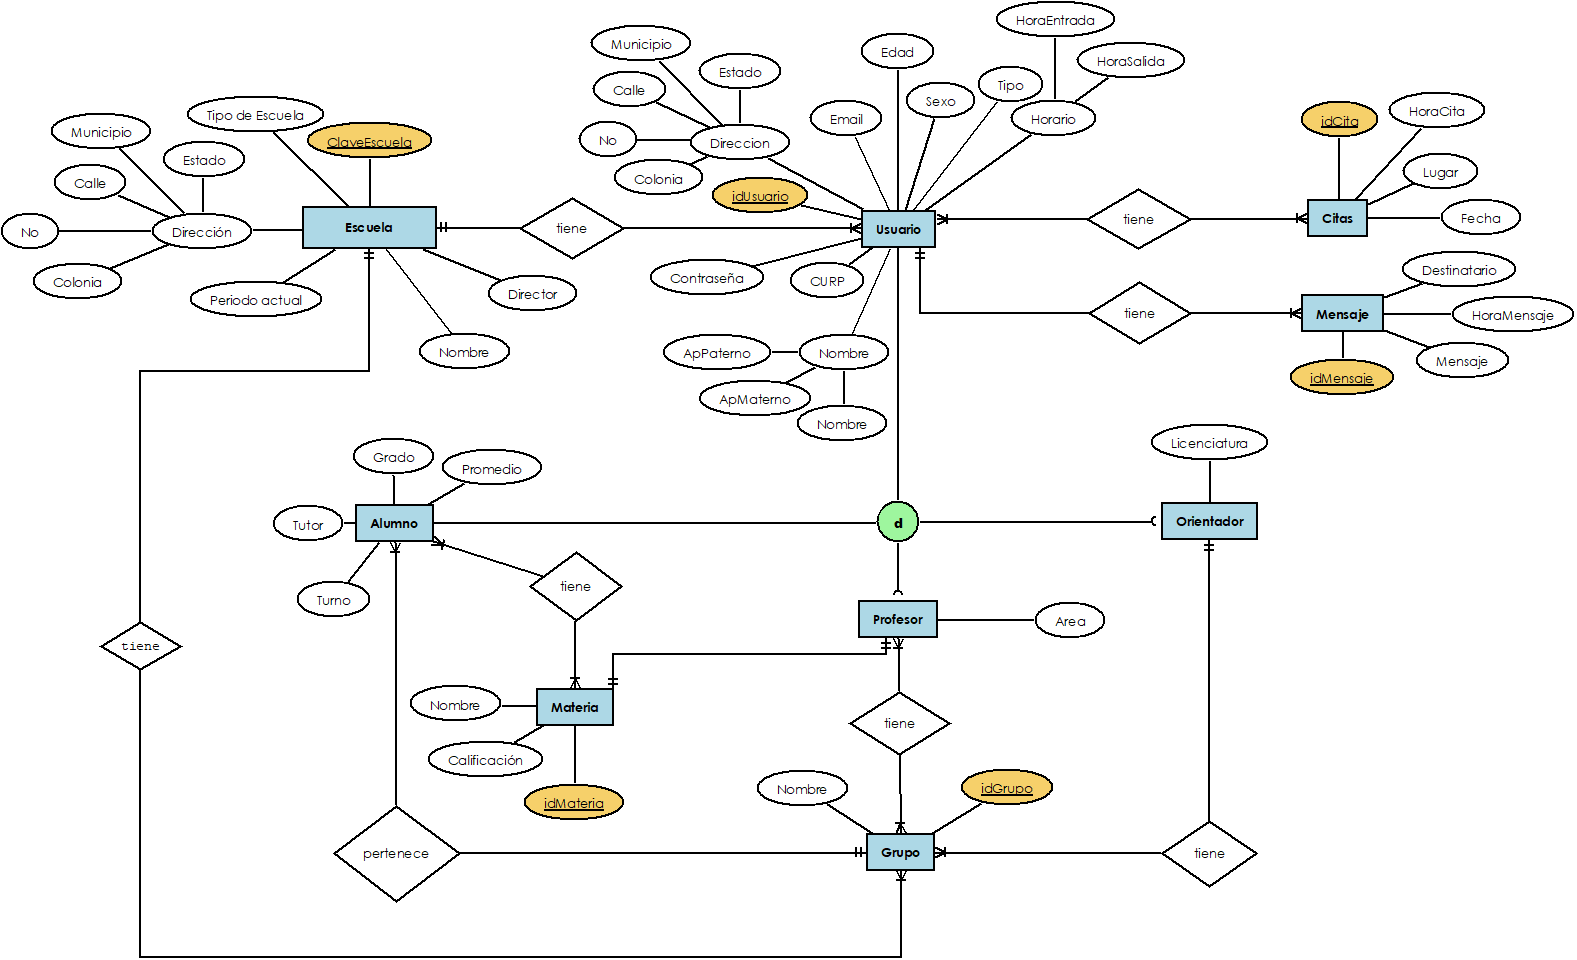 HoraEntrada
Municipio
Edad
Estado
HoraSalida
Calle
Tipo
Sexo
Tipo de Escuela
Email
Horario
idCita
HoraCita
Municipio
ClaveEscuela
No
Direccion
Estado
Lugar
Calle
Colonia
idUsuario
No
Dirección
Escuela
tiene
Usuario
tiene
Citas
Fecha
Colonia
Periodo actual
Director
Contraseña
CURP
Destinatario
tiene
Mensaje
HoraMensaje
Nombre
ApPaterno
Nombre
Mensaje
idMensaje
ApMaterno
Nombre
Licenciatura
Grado
Promedio
Tutor
Alumno
d
Orientador
tiene
Turno
Profesor
Area
tiene
Nombre
Materia
tiene
Calificación
idMateria
Nombre
idGrupo
pertenece
Grupo
tiene